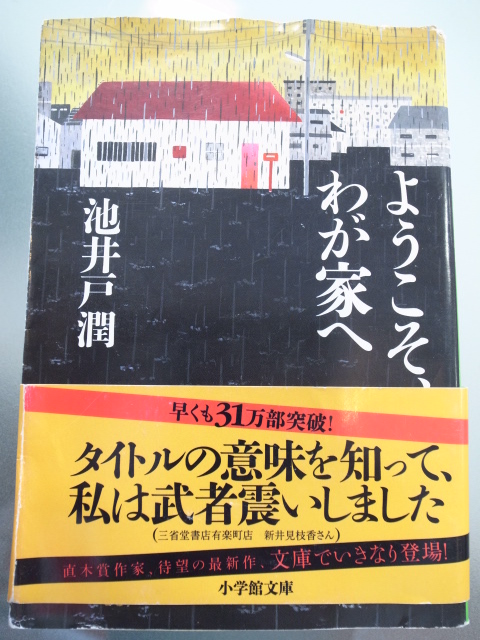 ようこそ、
わが家へ
池井戸潤
早くも31万部突破!
タイトルの意味を知って、
私は武者震いしました
(三省堂書店有楽町店 新井見枝香さん)
直木賞作家、待望の最新作、文庫でいきなり登場!
小学館文庫